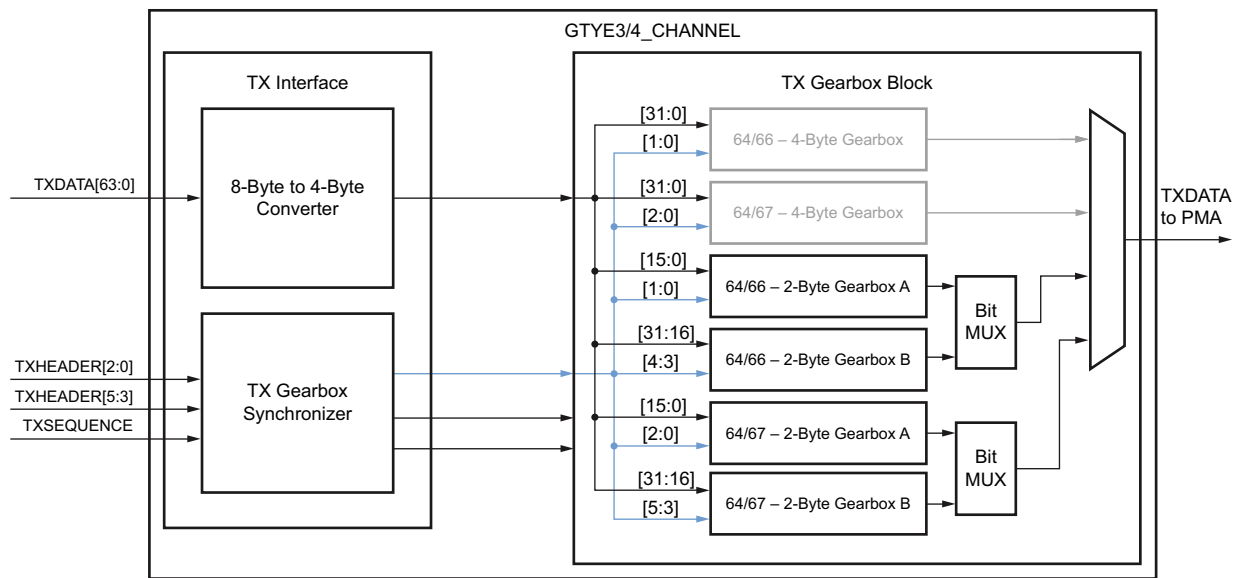 GTYE3/4_CHANNEL
TX Interface
8-Byte to 4-Byte
Converter
TXDATA[63:0]
TXHEADER[2:0]
TXHEADER[5:3]
TXSEQUENCE
TX Gearbox
Synchronizer
TX Gearbox Block
[31:0]
[1:0]
64/66 – 4-Byte Gearbox
[31:0]
[2:0]
64/67 – 4-Byte Gearbox
[15:0]
[1:0]
64/66 – 2-Byte Gearbox A
[31:16]
[4:3]
64/66 – 2-Byte Gearbox B
Bit
MUX
[15:0]
[2:0]
64/67 – 2-Byte Gearbox A
[31:16]
[5:3]
64/67 – 2-Byte Gearbox B
Bit
MUX
TXDATA
to PMA